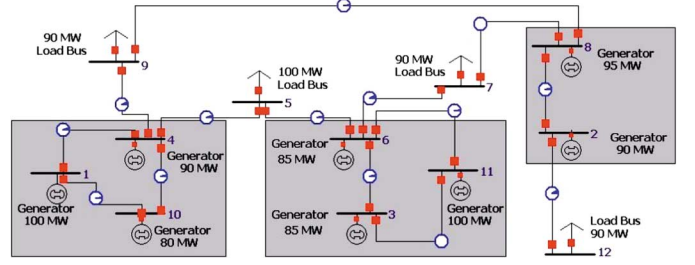 90 MW
Load Bus
9
100 MW
Load Bus
5
90 MW
Load Bus
7
8
Generator
95 MW
2
Generator
90 MW
4
Generator
90 MW
1
Generator
100 MW
10
Generator
80 MW
6
Generator
85 MW
11
Generator
100 MW
3
Generator
85 MW
Load Bus
90 MW
12